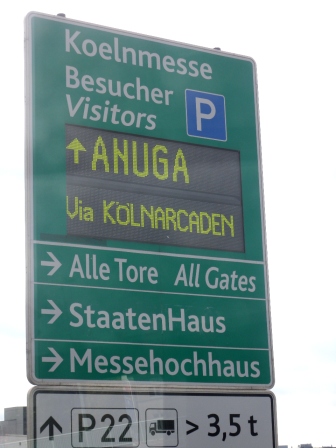 Koelnmesse
Besucher
Visitors
P
↑ANUGA
Via KÖLNARCADEN
→ Alle Tore All Gates
→ StaatenHaus
→ Messehochhaus
↑ P22 > 3,5 t